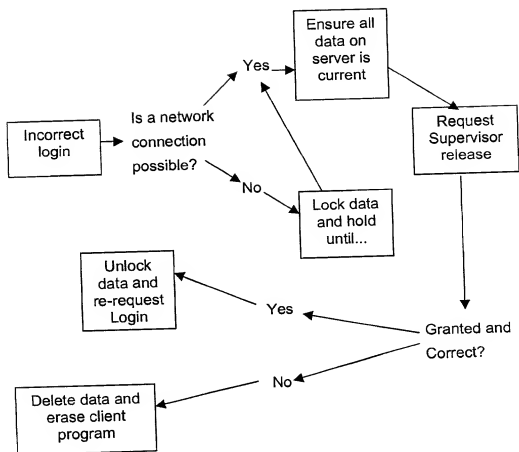 Ensure all
data on
server is
current
Yes
Is a network
connection
possible?
Incorrect
login
Request
Supervisor
release
No
Lock data
and hold
until...
Unlock
data and
re-request
Login
Yes
Granted and
Correct?
No
Delete data and
erase client
program